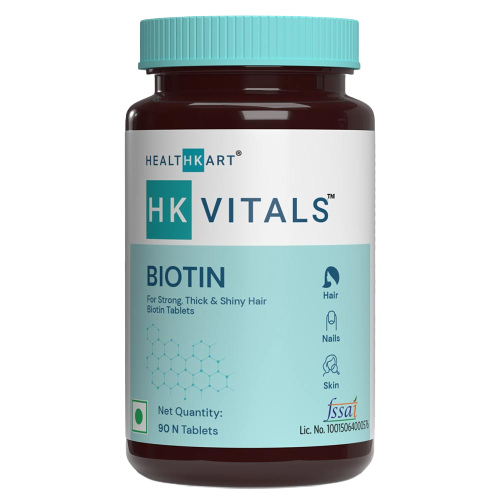 HEALTHKART®
HK VITALS™
BIOTIN
For Strong, Thick & Shiny Hair
Biotin Tablets
Hair
Nails
Skin
Net Quantity:
90 N Tablets
fssai
Lic. No. 10015064000576